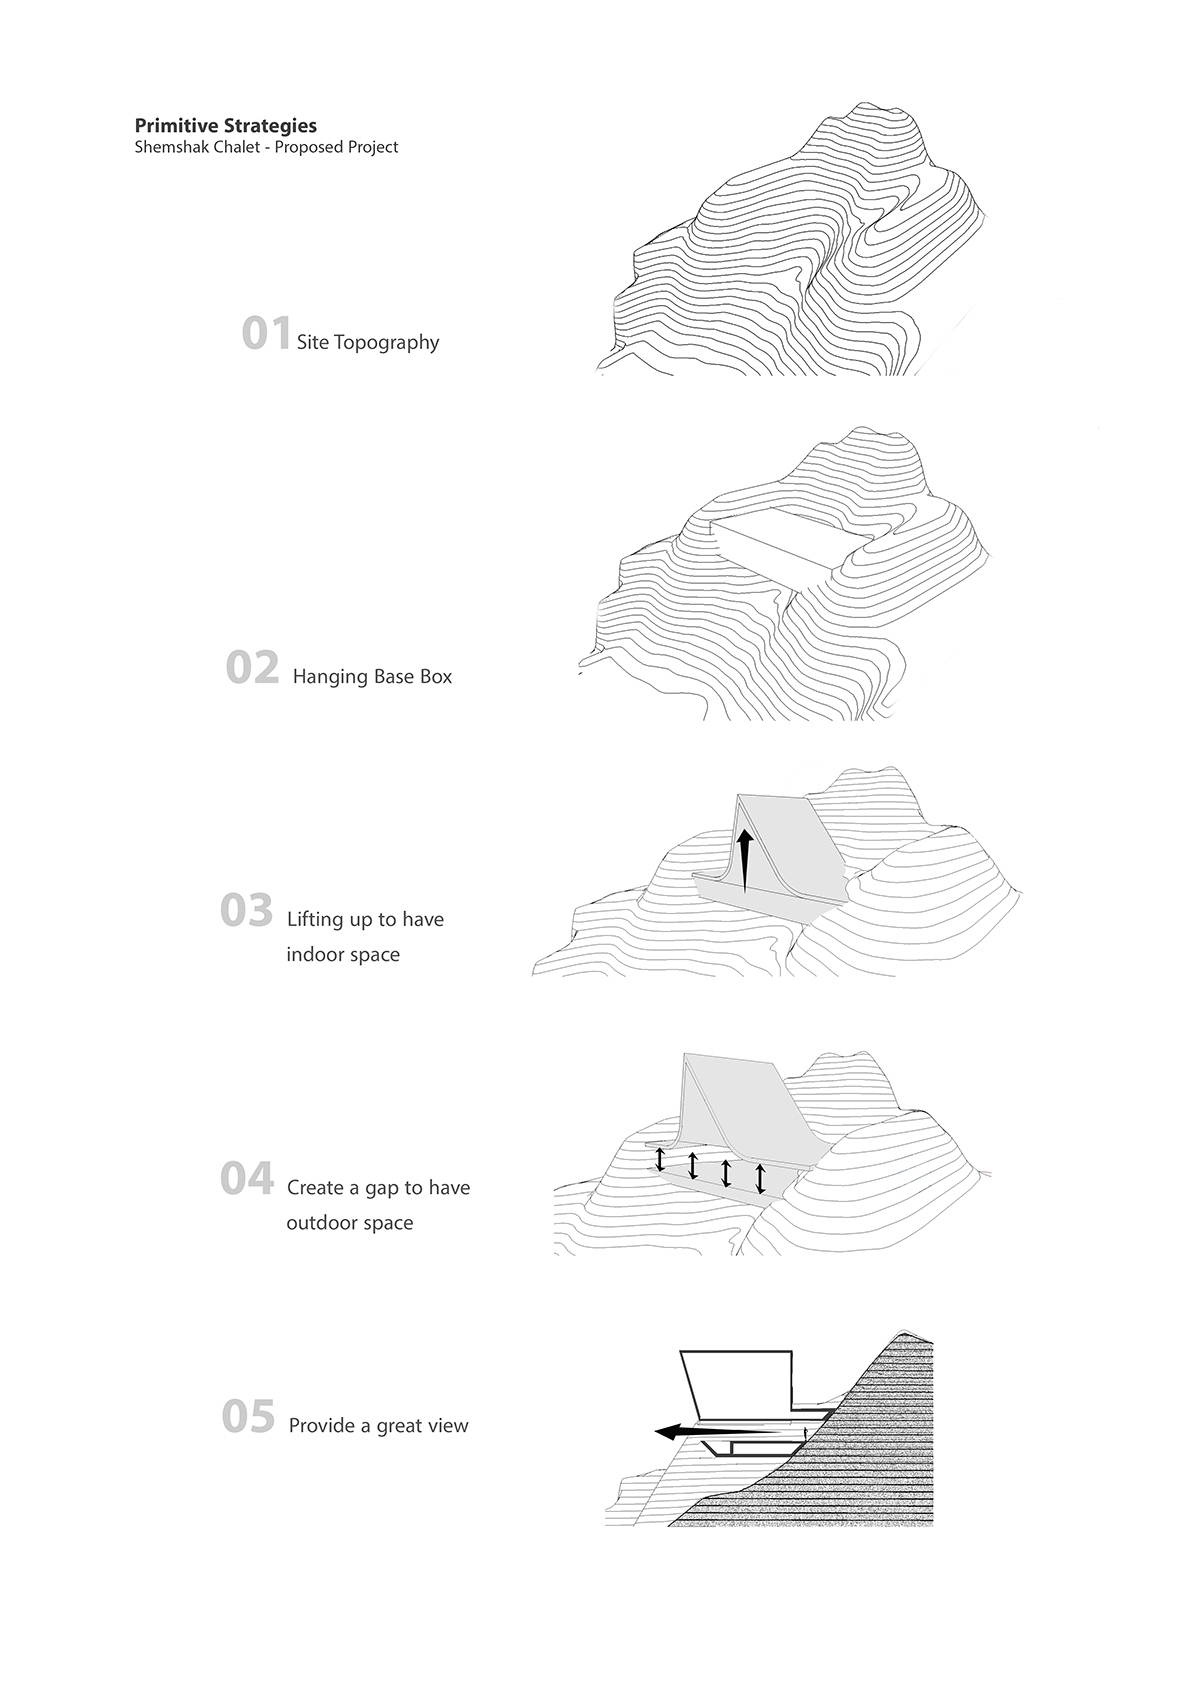 Primitive Strategies
Shemshak Chalet - Proposed Project
01 Site Topography
02 Hanging Base Box
03 Lifting up to have
indoor space
04 Create a gap to have
outdoor space
05 Provide a great view